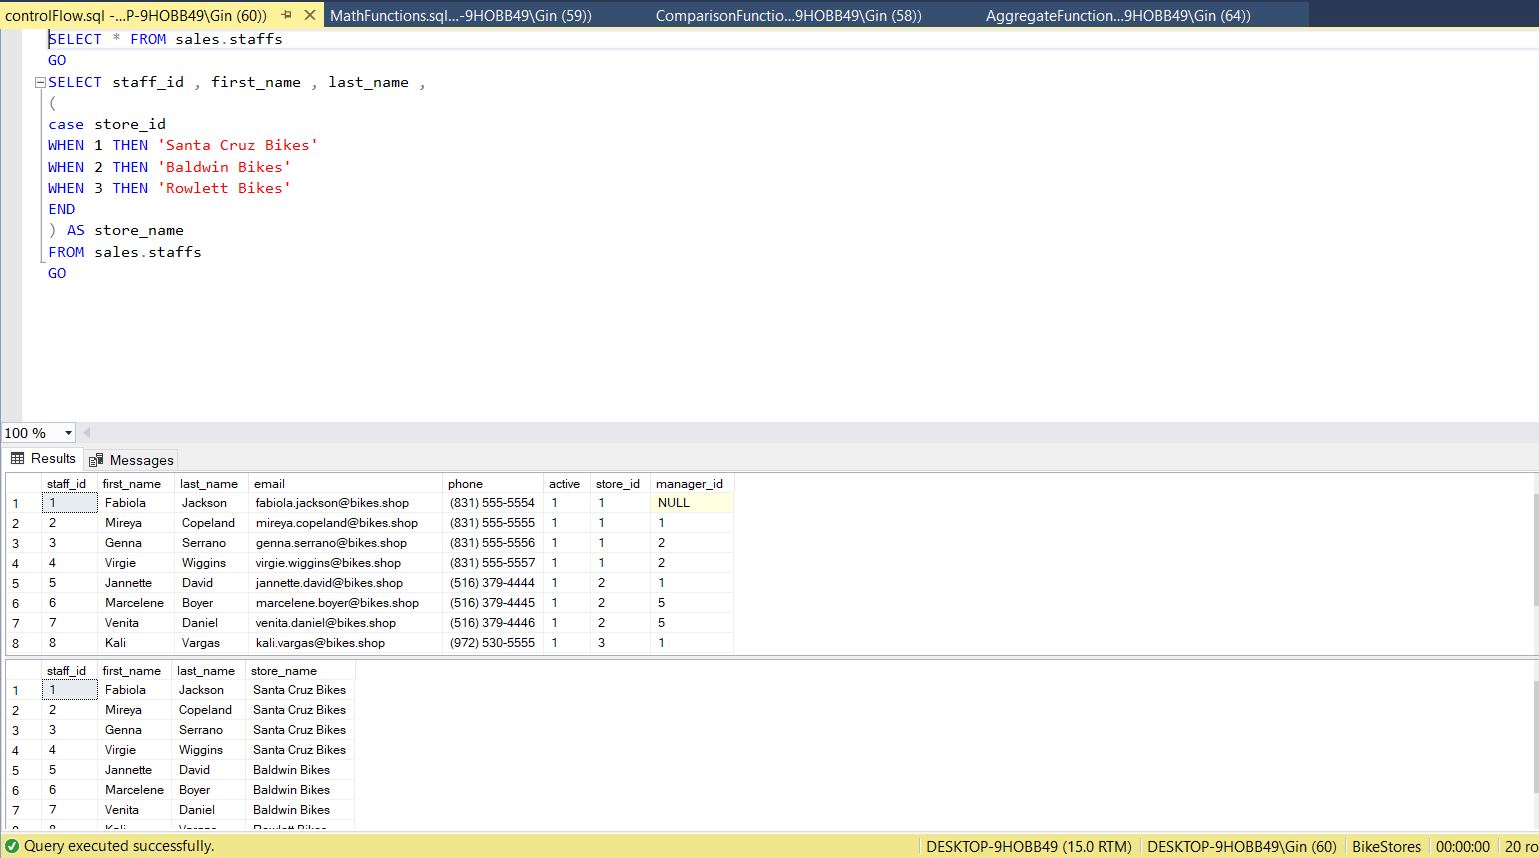 controlFlow.sql -...P-9HOBB49\Gin (60)) MathFunctions.sql...-9HOBB49\Gin (59)) ComparisonFunctio...9HOBB49\Gin (58)) AggregateFunction...9HOBB49\Gin (64))
SELECT * FROM sales.staffs
GO
SELECT staff_id , first_name , last_name ,
(
case store_id
WHEN 1 THEN 'Santa Cruz Bikes'
WHEN 2 THEN 'Baldwin Bikes'
WHEN 3 THEN 'Rowlett Bikes'
END
) AS store_name
FROM sales.staffs
GO
100 %
Results Messages
staff_id first_name last_name email phone active store_id manager_id
1 1 Fabiola Jackson fabiola.jackson@bikes.shop (831) 555-5554 1 1 NULL
2 2 Mireya Copeland mireya.copeland@bikes.shop (831) 555-5555 1 1 1
3 3 Genna Serrano genna.serrano@bikes.shop (831) 555-5556 1 1 2
4 4 Virgie Wiggins virgie.wiggins@bikes.shop (831) 555-5557 1 1 2
5 5 Jannette David jannette.david@bikes.shop (516) 379-4444 1 2 1
6 6 Marcelene Boyer marcelene.boyer@bikes.shop (516) 379-4445 1 2 5
7 7 Venita Daniel venita.daniel@bikes.shop (516) 379-4446 1 2 5
8 8 Kali Vargas kali.vargas@bikes.shop (972) 530-5555 1 3 1
staff_id first_name last_name store_name
1 1 Fabiola Jackson Santa Cruz Bikes
2 2 Mireya Copeland Santa Cruz Bikes
3 3 Genna Serrano Santa Cruz Bikes
4 4 Virgie Wiggins Santa Cruz Bikes
5 5 Jannette David Baldwin Bikes
6 6 Marcelene Boyer Baldwin Bikes
7 7 Venita Daniel Baldwin Bikes
8 8 Kali Vargas Rowlett Bikes
Query executed successfully. DESKTOP-9HOBB49 (15.0 RTM) DESKTOP-9HOBB49\Gin (60) BikeStores 00:00:00 20 ro